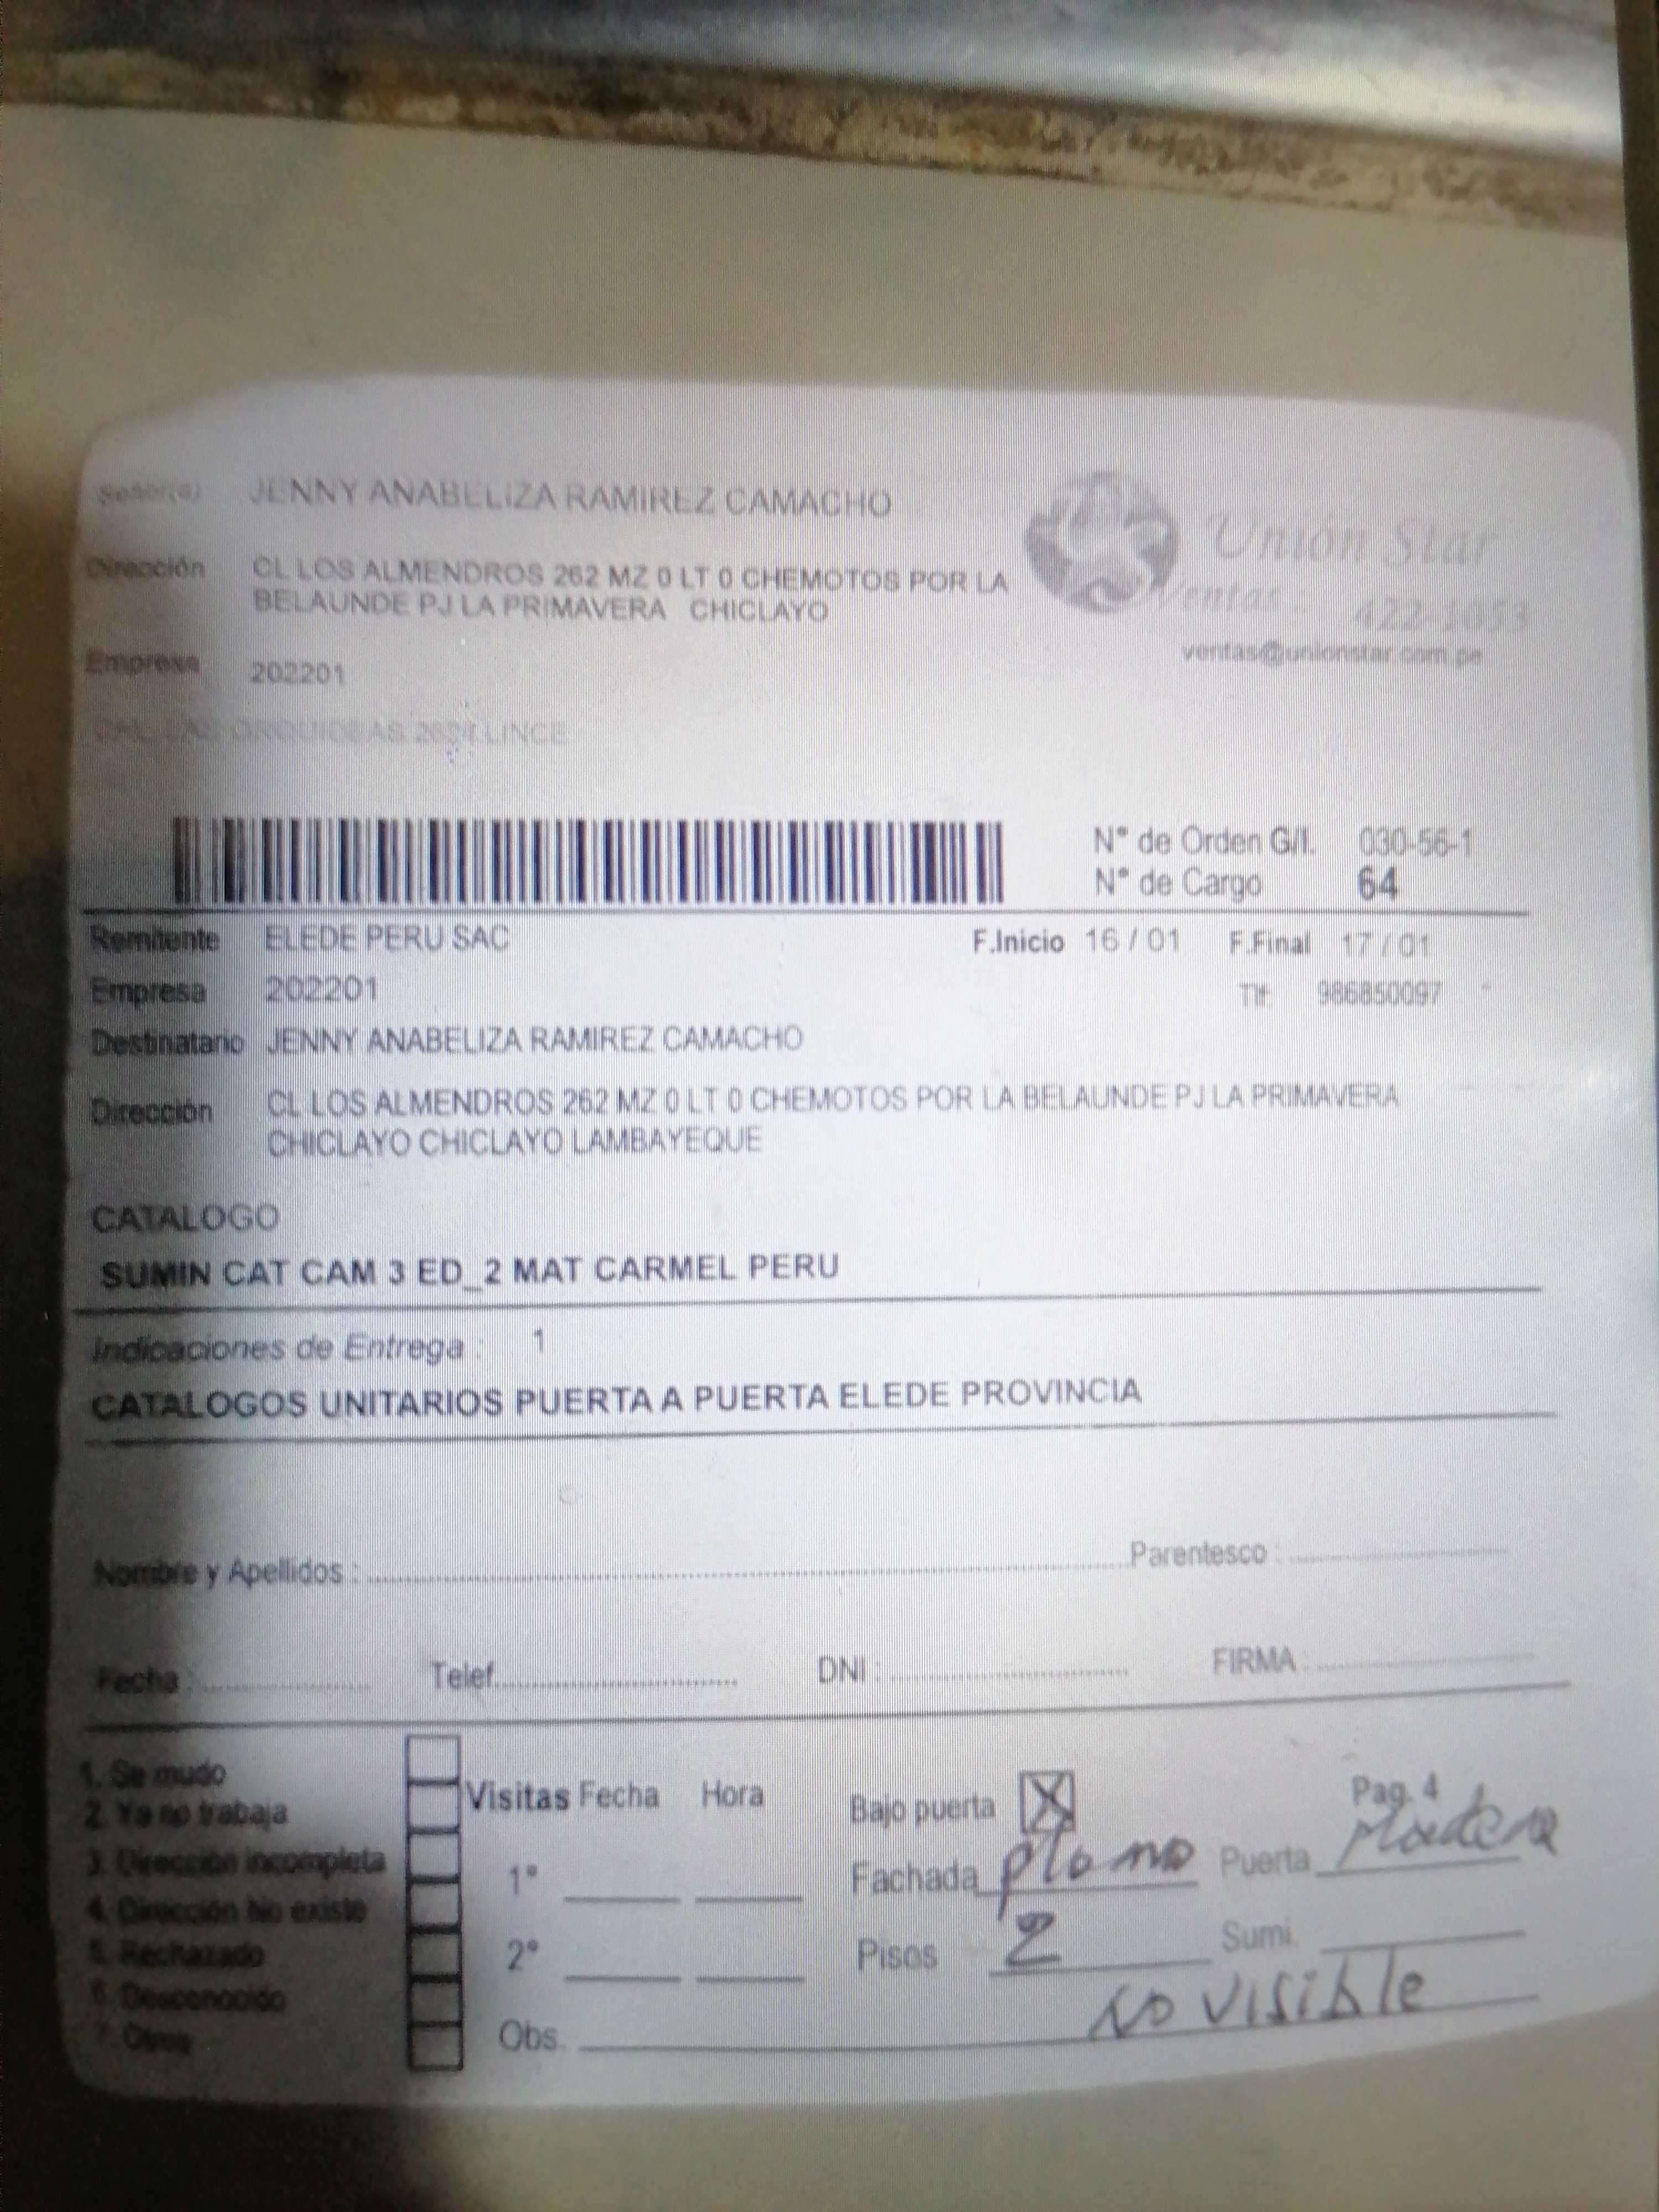 Señor(a) JENNY ANABELIZA RAMIREZ CAMACHO
Unión Star
Dirección CL LOS ALMENDROS 262 MZ 0 LT 0 CHEMOTOS POR LA
BELAUNDE PJ LA PRIMAVERA CHICLAYO
Ventas 422-1053
ventas@unionstar.com.pe
Empresa 202201
ORQUIDEAS LINCE
N° de Orden G/I. 030-56-1
N° de Cargo 64
Remitente ELEDE PERU SAC F.Inicio 16 / 01 F.Final 17 / 01
Empresa 202201 Tlf 986850097
Destinatario JENNY ANABELIZA RAMIREZ CAMACHO
Dirección CL LOS ALMENDROS 262 MZ 0 LT 0 CHEMOTOS POR LA BELAUNDE PJ LA PRIMAVERA
CHICLAYO CHICLAYO LAMBAYEQUE
CATALOGO
SUMIN CAT CAM 3 ED_2 MAT CARMEL PERU
Indicaciones de Entrega : 1
CATALOGOS UNITARIOS PUERTA A PUERTA ELEDE PROVINCIA
Nombre y Apellidos : Parentesco :
Fecha : Telef. DNI : FIRMA :
1. Se mudo
2. Ya no trabaja
3. Dirección incompleta
4. Dirección No existe
5. Rechazado
6. Desconocido
7. Otros
Visitas Fecha Hora
1°
2°
Obs.
Bajo puerta X Pag. 4
Fachada plomo Puerta Madera
Pisos 2 Sumi.
NO VISIBLE